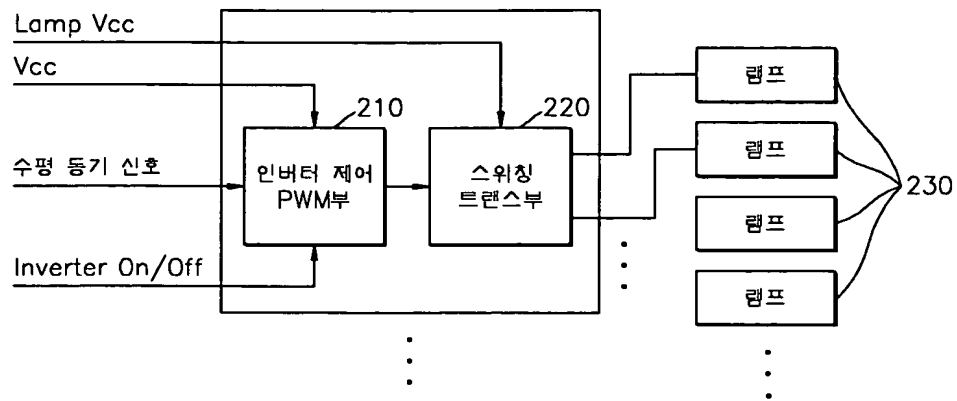 Lamp Vcc
Vcc
210
220
수평 동기 신호
인버터 제어
PWM부
스위칭
트랜스부
Inverter On/Off
램프
램프
램프
램프
230